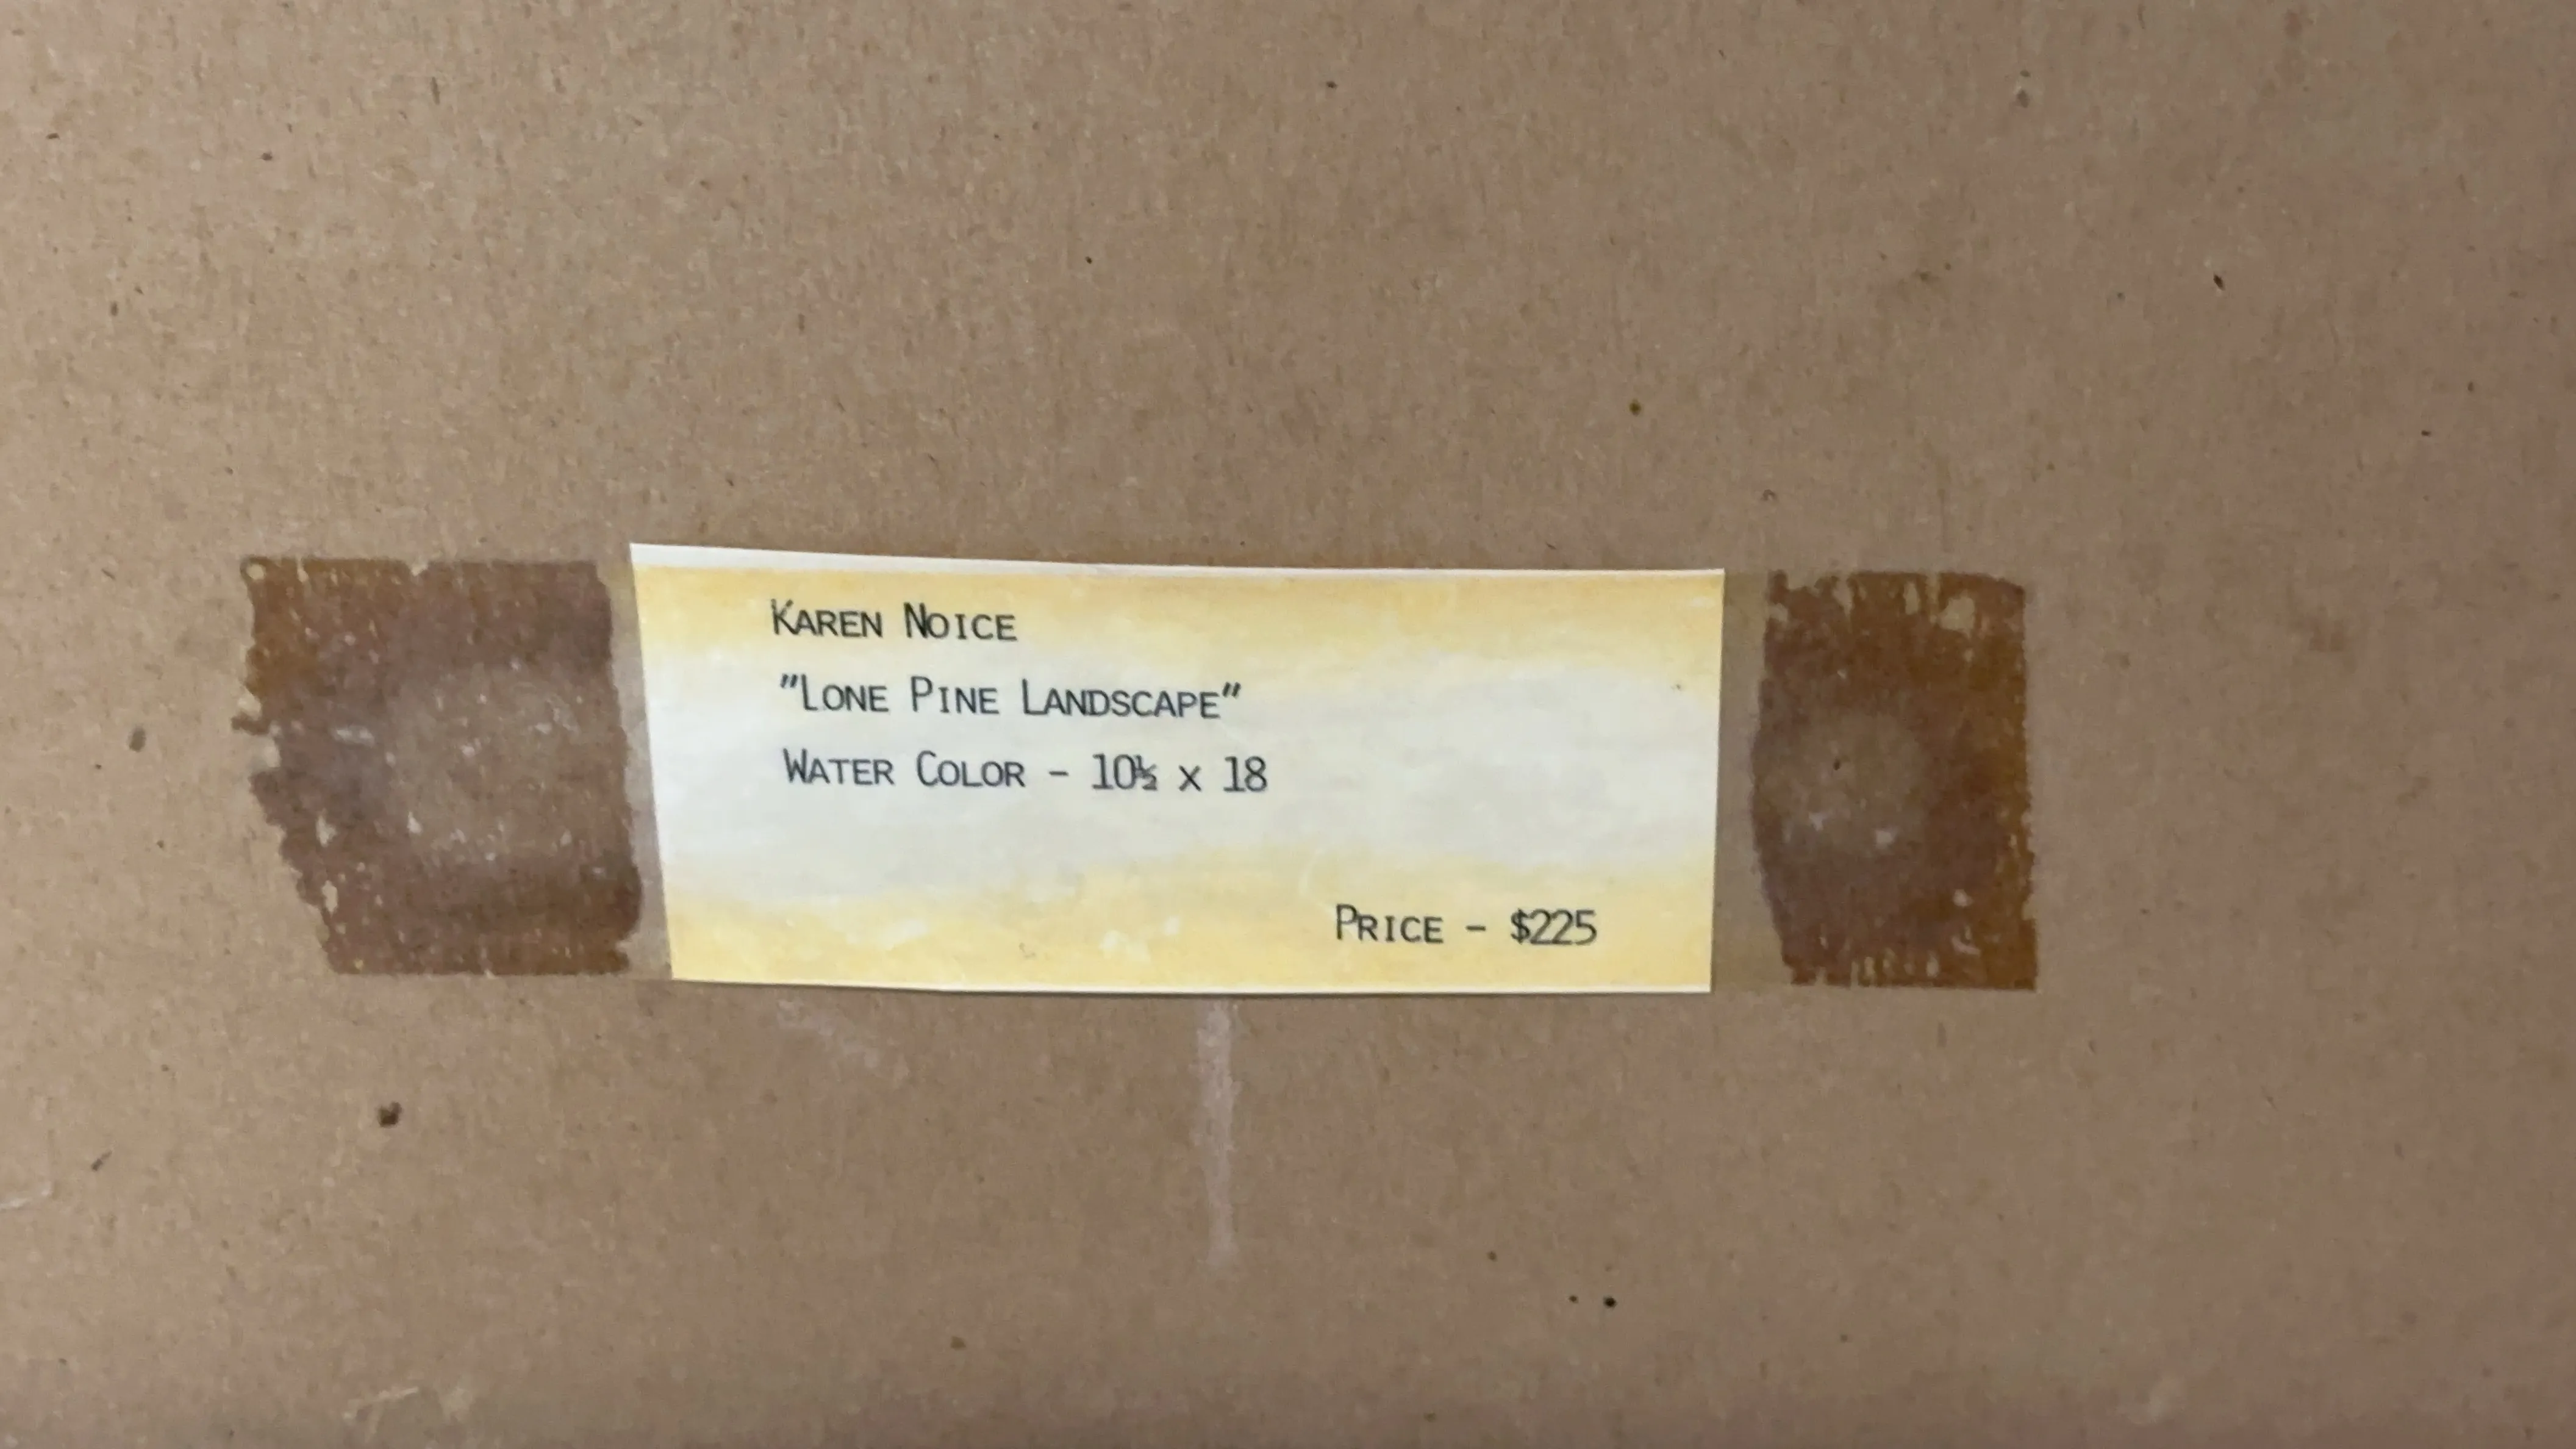 KAREN NOICE
"LONE PINE LANDSCAPE"
WATER COLOR - 10½ x 18
PRICE - $225